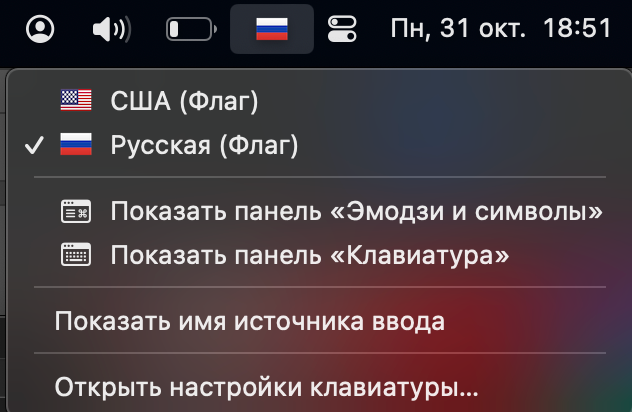 Пн, 31 окт. 18:51
США (Флаг)
Русская (Флаг)
Показать панель «Эмодзи и символы»
Показать панель «Клавиатура»
Показать имя источника ввода
Открыть настройки клавиатуры...